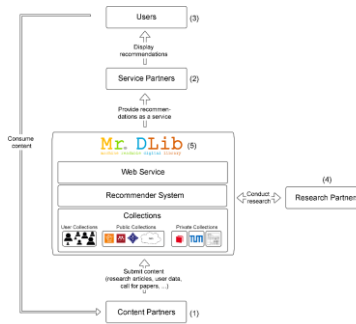 Users
(3)
Display
recommendations
Service Partners
(2)
Provide recommen-
dations as a service
Consume
content
Mr. DLib
(5)
Web Service
Recommender System
Collections
User Collections
Public Collections
Private Collections
TUM
Conduct
research
(4)
Research Partner
Submit content
(research articles, user data,
call for papers, ...)
Content Partners
(1)